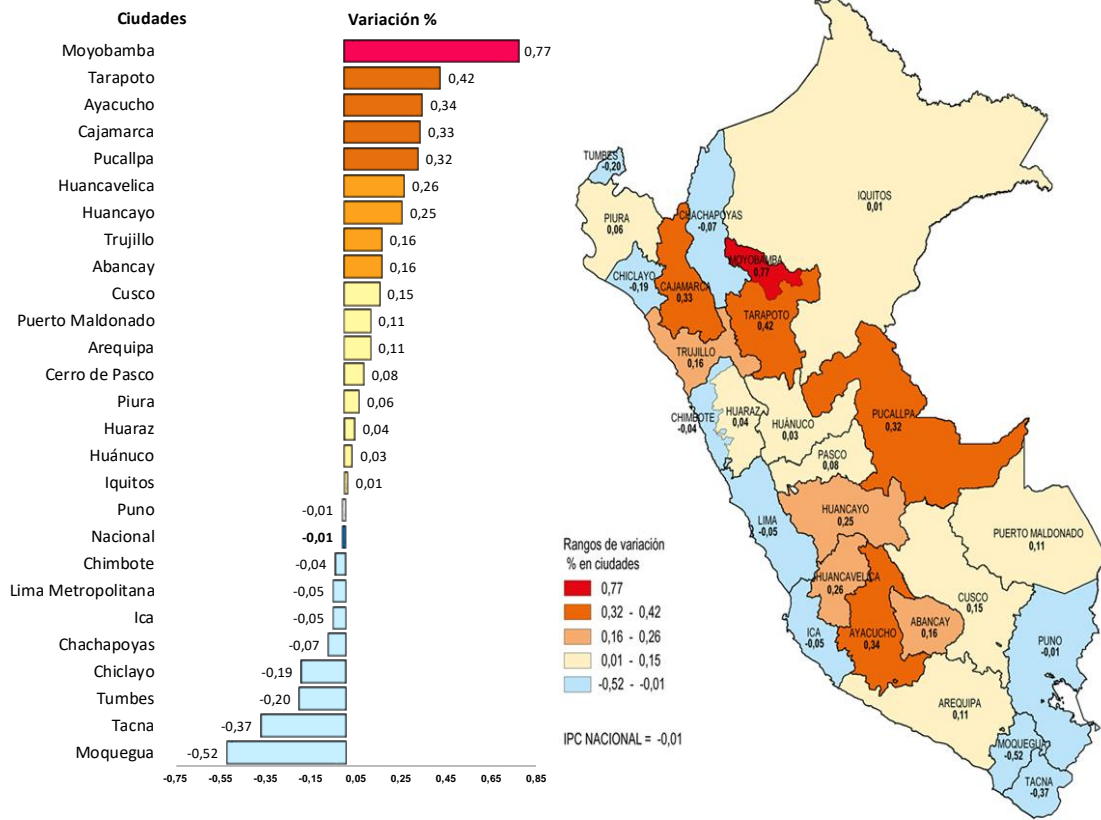 Ciudades Variación %
Moyobamba 0,77
Tarapoto 0,42
Ayacucho 0,34
Cajamarca 0,33
Pucallpa 0,32
Huancavelica 0,26
Huancayo 0,25
Trujillo 0,16
Abancay 0,16
Cusco 0,15
Puerto Maldonado 0,11
Arequipa 0,11
Cerro de Pasco 0,08
Piura 0,06
Huaraz 0,04
Huánuco 0,03
Iquitos 0,01
Puno -0,01
Nacional -0,01
Chimbote -0,04
Lima Metropolitana -0,05
Ica -0,05
Chachapoyas -0,07
Chiclayo -0,19
Tumbes -0,20
Tacna -0,37
Moquegua -0,52
-0,75 -0,55 -0,35 -0,15 0,05 0,25 0,45 0,65 0,85
TUMBES
-0,20
PIURA
0,06
CHACHAPOYAS
-0,07
IQUITOS
0,01
CHICLAYO
-0,19
CAJAMARCA
0,33
MOYOBAMBA
0,77
TARAPOTO
0,42
TRUJILLO
0,16
CHIMBOTE
-0,04
HUARAZ
0,04
HUÁNUCO
0,03
PUCALLPA
0,32
PASCO
0,08
LIMA
-0,05
HUANCAYO
0,25
PUERTO MALDONADO
0,11
HUANCAVELICA
0,26
CUSCO
0,15
ICA
-0,05
AYACUCHO
0,34
ABANCAY
0,16
PUNO
-0,01
AREQUIPA
0,11
MOQUEGUA
-0,52
TACNA
-0,37
Rangos de variación
% en ciudades
0,77
0,32 - 0,42
0,16 - 0,26
0,01 - 0,15
-0,52 - -0,01
IPC NACIONAL = -0,01